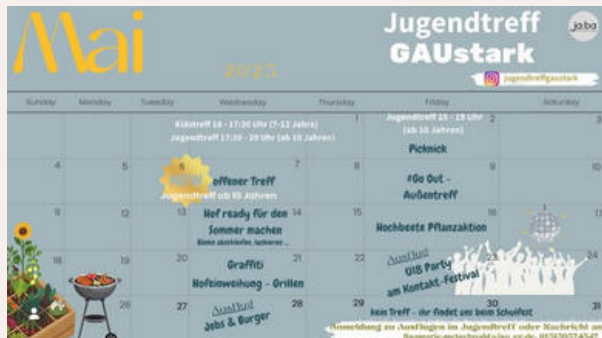 Mai
2025
Jugendtreff
GAUstark
ja:ba
jugendtreffgaustark
Sunday Monday Tuesday Wednesday Thursday Friday Saturday
1 2 3
Kidstreff 16 - 17:30 Uhr (7-12 Jahre)
Jugendtreff 17:30 - 20 Uhr (ab 10 Jahren)
Jugendtreff 15 - 19 Uhr
(ab 10 Jahren)
Picknick
4 5 6 7 8 9 10
offener Treff
Jugendtreff ab 15 Jahren
#Go Out -
Außentreff
11 12 13 14 15 16 17
Hof ready für den
Sommer machen
Hochbeete Pflanzaktion
18 19 20 21 22 23 24
Graffiti
Hofeinweihung - Grillen
Ausflug
U18 Party
am Kontakt-Festival
26 27 28 29 30 31
Ausflug
Jobs & Burger
kein Treff - ihr findet uns beim Schulfest
Anmeldung zu Ausflügen im Jugendtreff oder Nachricht an